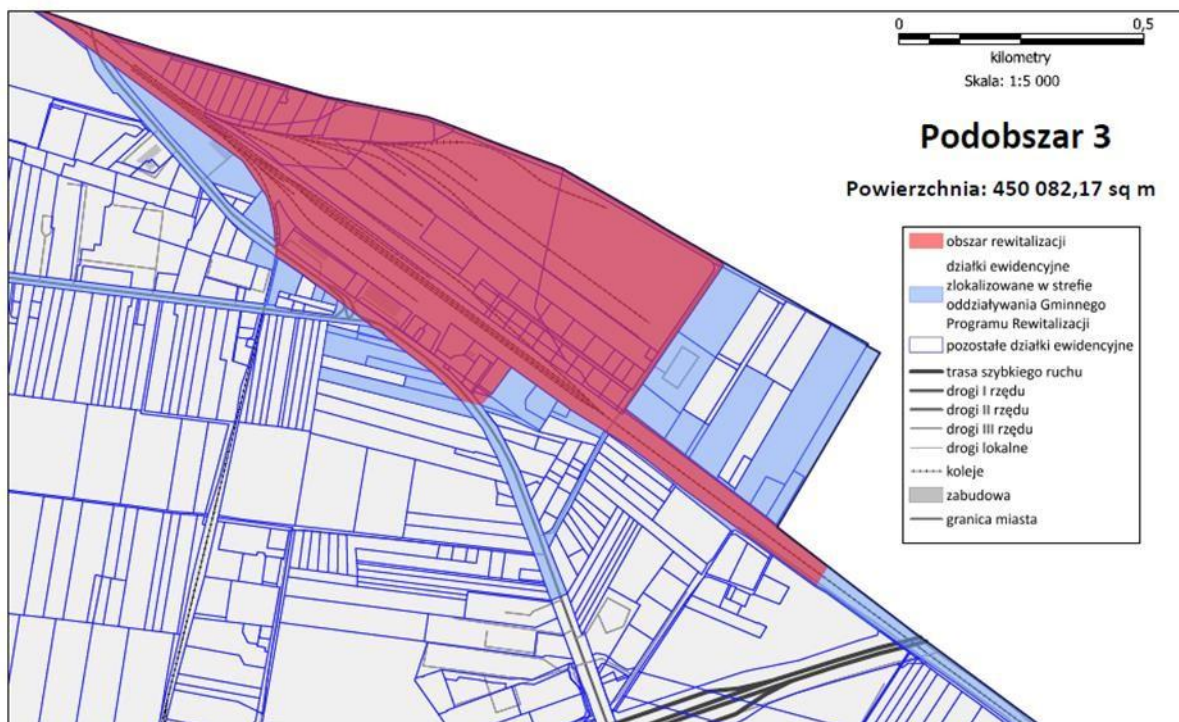 0 0,5
kilometry
Skala: 1:5 000
Podobszar 3
Powierzchnia: 450 082,17 sq m
obszar rewitalizacji
działki ewidencyjne
zlokalizowane w strefie
oddziaływania Gminnego
Programu Rewitalizacji
pozostałe działki ewidencyjne
trasa szybkiego ruchu
drogi I rzędu
drogi II rzędu
drogi III rzędu
drogi lokalne
koleje
zabudowa
granica miasta